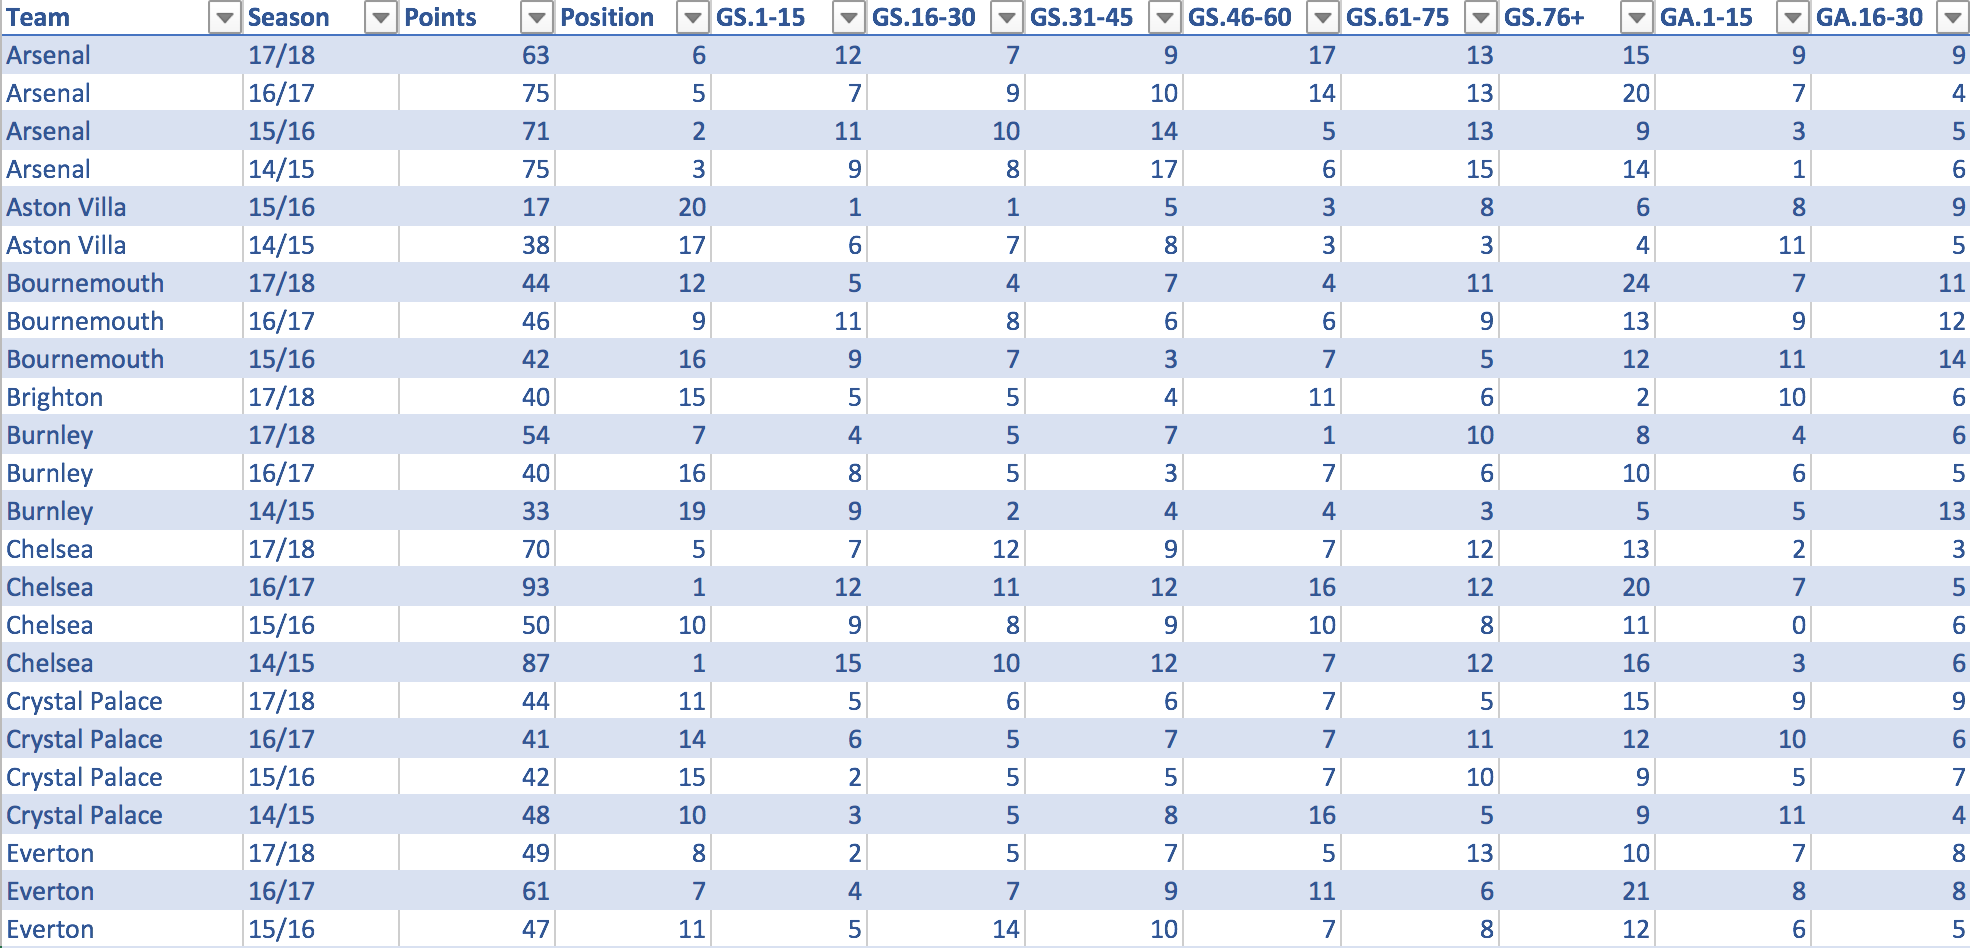 Team Season Points Position GS.1-15 GS.16-30 GS.31-45 GS.46-60 GS.61-75 GS.76+ GA.1-15 GA.16-30
Arsenal 17/18 63 6 12 7 9 17 13 15 9 9
Arsenal 16/17 75 5 7 9 10 14 13 20 7 4
Arsenal 15/16 71 2 11 10 14 5 13 9 3 5
Arsenal 14/15 75 3 9 8 17 6 15 14 1 6
Aston Villa 15/16 17 20 1 1 5 3 8 6 8 9
Aston Villa 14/15 38 17 6 7 8 3 3 4 11 5
Bournemouth 17/18 44 12 5 4 7 4 11 24 7 11
Bournemouth 16/17 46 9 11 8 6 6 9 13 9 12
Bournemouth 15/16 42 16 9 7 3 7 5 12 11 14
Brighton 17/18 40 15 5 5 4 11 6 2 10 6
Burnley 17/18 54 7 4 5 7 1 10 8 4 6
Burnley 16/17 40 16 8 5 3 7 6 10 6 5
Burnley 14/15 33 19 9 2 4 4 3 5 5 13
Chelsea 17/18 70 5 7 12 9 7 12 13 2 3
Chelsea 16/17 93 1 12 11 12 16 12 20 7 5
Chelsea 15/16 50 10 9 8 9 10 8 11 0 6
Chelsea 14/15 87 1 15 10 12 7 12 16 3 6
Crystal Palace 17/18 44 11 5 6 6 7 5 15 9 9
Crystal Palace 16/17 41 14 6 5 7 7 11 12 10 6
Crystal Palace 15/16 42 15 2 5 5 7 10 9 5 7
Crystal Palace 14/15 48 10 3 5 8 16 5 9 11 4
Everton 17/18 49 8 2 5 7 5 13 10 7 8
Everton 16/17 61 7 4 7 9 11 6 21 8 8
Everton 15/16 47 11 5 14 10 7 8 12 6 5